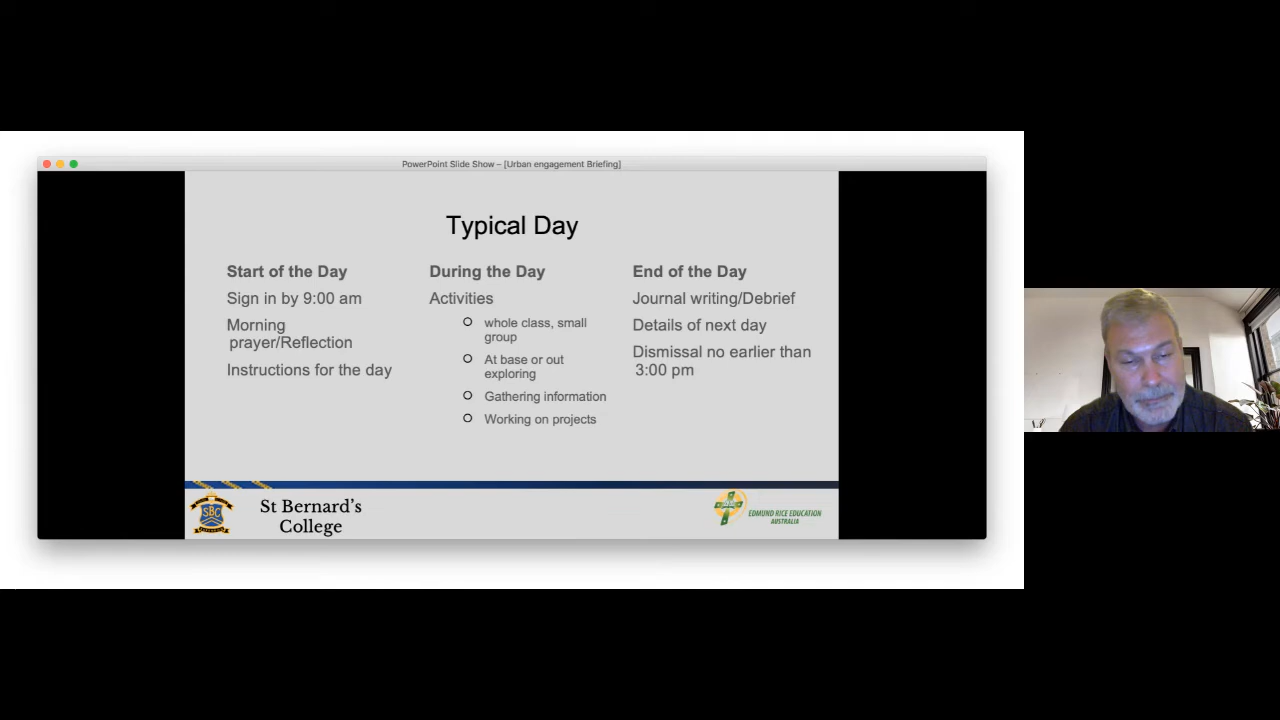 PowerPoint Slide Show – [Urban engagement Briefing]
Typical Day
Start of the Day
Sign in by 9:00 am
Morning
prayer/Reflection
Instructions for the day
During the Day
Activities
whole class, small
group
At base or out
exploring
Gathering information
Working on projects
End of the Day
Journal writing/Debrief
Details of next day
Dismissal no earlier than
3:00 pm
SBC
St Bernard's
College
EDMUND RICE EDUCATION
AUSTRALIA